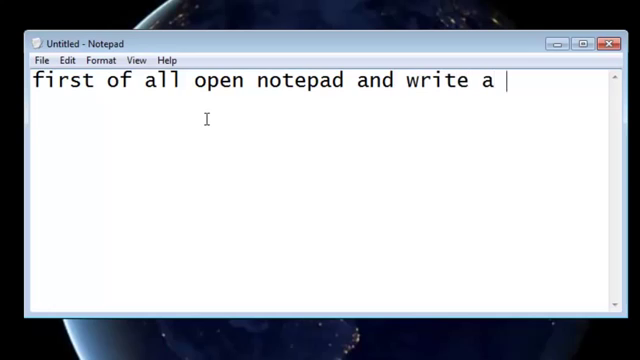 Untitled - Notepad
File Edit Format View Help
first of all open notepad and write a